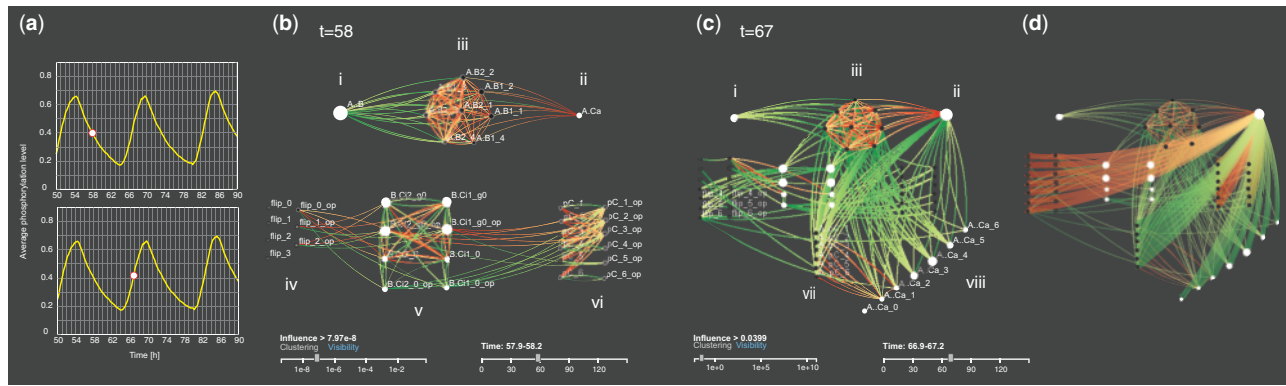 (a)
Average phosphorylation level
0.8
0.6
0.4
0.2
0
50 54 58 62 66 70 74 78 82 86 90
0.8
0.6
0.4
0.2
0
50 54 58 62 66 70 74 78 82 86 90
Time [h]
(b)
t=58
i
ii
iii
A..B
A.B2_2
A.B1_2
A.B2_1
A.B1_1
A.B1_4
A.Ca
flip_0 flip_0_op
flip_1 flip_1_op
flip_2 flip_2_op
flip_3
B.Ci2_g0
B.Ci1_g0
B.Ci1_g0_op
B.Ci1_0
B.Ci2_0_op
B.Ci1_0_op
pC_1
pC_1_op
pC_2_op
pC_3_op
pC_4_op
pC_5_op
pC_6_op
iv
v
vi
Influence > 7.97e-8
Clustering Visibility
1e-8 1e-6 1e-4 1e-2
Time: 57.9-58.2
0 30 60 90 120
(c)
t=67
i
ii
iii
flip_5_op
A..Ca_6
A..Ca_5
A..Ca_4
A..Ca_3
A..Ca_2
A..Ca_1
A..Ca_0
vii
viii
Influence > 0.0399
Clustering Visibility
1e+0 1e+5 1e+10
Time: 66.9-67.2
0 30 60 90 120
(d)